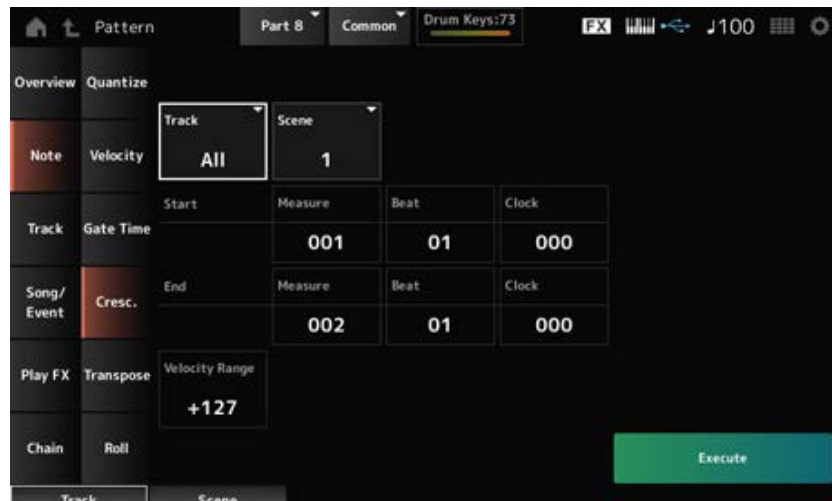 Pattern
Part 8
Common
Drum Keys:73
FX
♩100
Overview
Quantize
Track
All
Scene
1
Note
Velocity
Start
Measure
001
Beat
01
Clock
000
Track
Gate Time
End
Measure
002
Beat
01
Clock
000
Song/
Event
Cresc.
Velocity Range
+127
Play FX
Transpose
Chain
Roll
Execute
Track
Scene